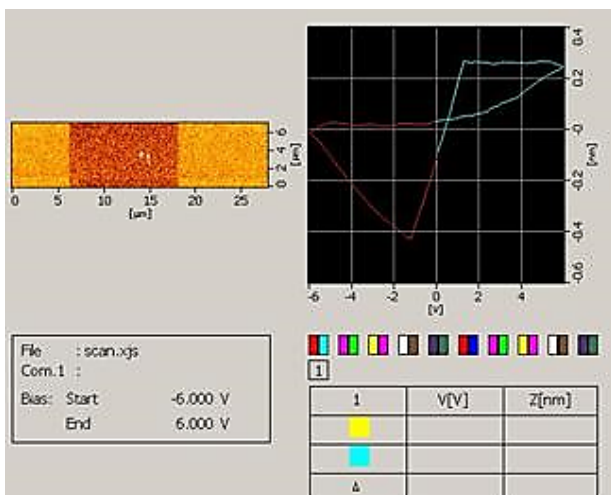 0.4
0.2
-0
-0.2
-0.4
-0.6
[nm]
-6 -4 -2 0 2 4
[V]
6
4
2
0
[µm]
0 5 10 15 20 25
[µm]
File : scan.xjs
Com.1 :
Bias: Start -6.000 V
End 6.000 V
1
1 V[V] Z[nm]
Δ